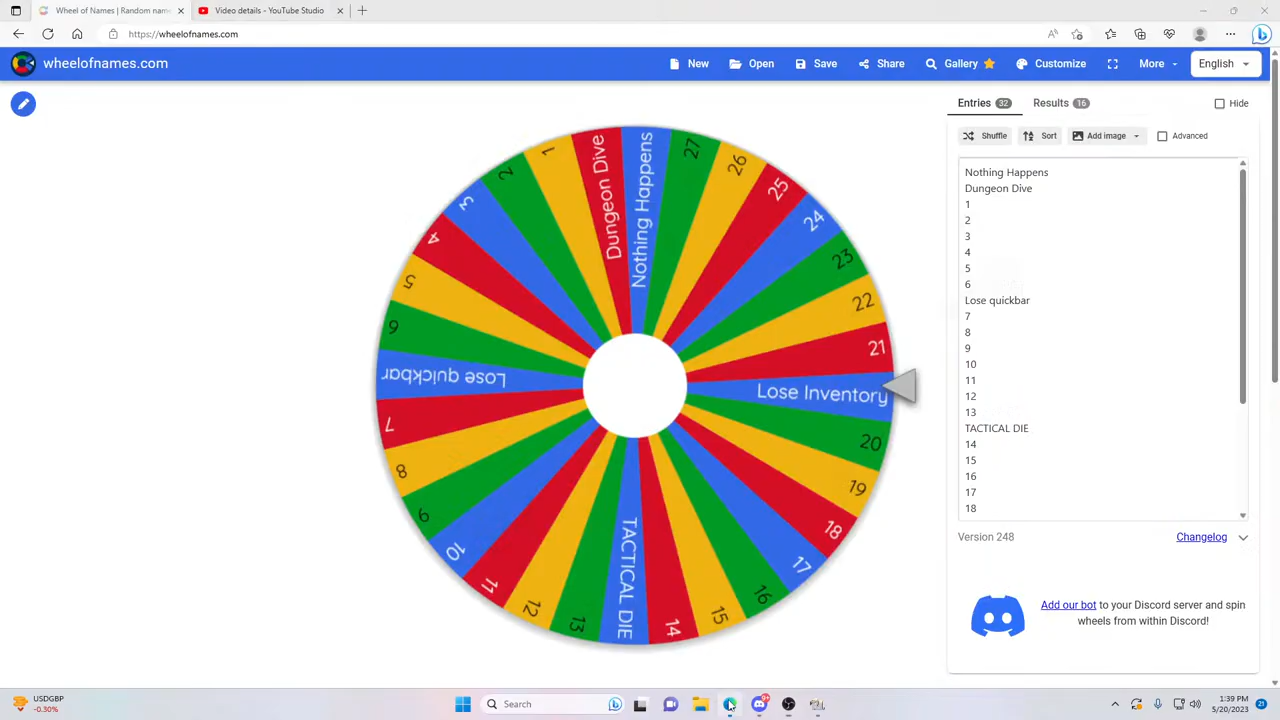 Wheel of Names | Random name
Video details - YouTube Studio
https://wheelofnames.com
wheelofnames.com
New
Open
Save
Share
Gallery
Customize
More
English
Entries 32
Results 16
Hide
Shuffle
Sort
Add image
Advanced
Nothing Happens
Dungeon Dive
1
2
3
4
5
6
Lose quickbar
7
8
9
10
11
12
13
TACTICAL DIE
14
15
16
17
18
Version 248
Changelog
Add our bot to your Discord server and spin
wheels from within Discord!
Nothing Happens
Dungeon Dive
1
2
3
4
5
6
Lose quickbar
7
8
9
10
11
12
13
TACTICAL DIE
14
15
16
17
18
19
20
Lose Inventory
21
22
23
24
25
26
27
USDGBP
-0.30%
Search
9+
1:39 PM
5/20/2023
21